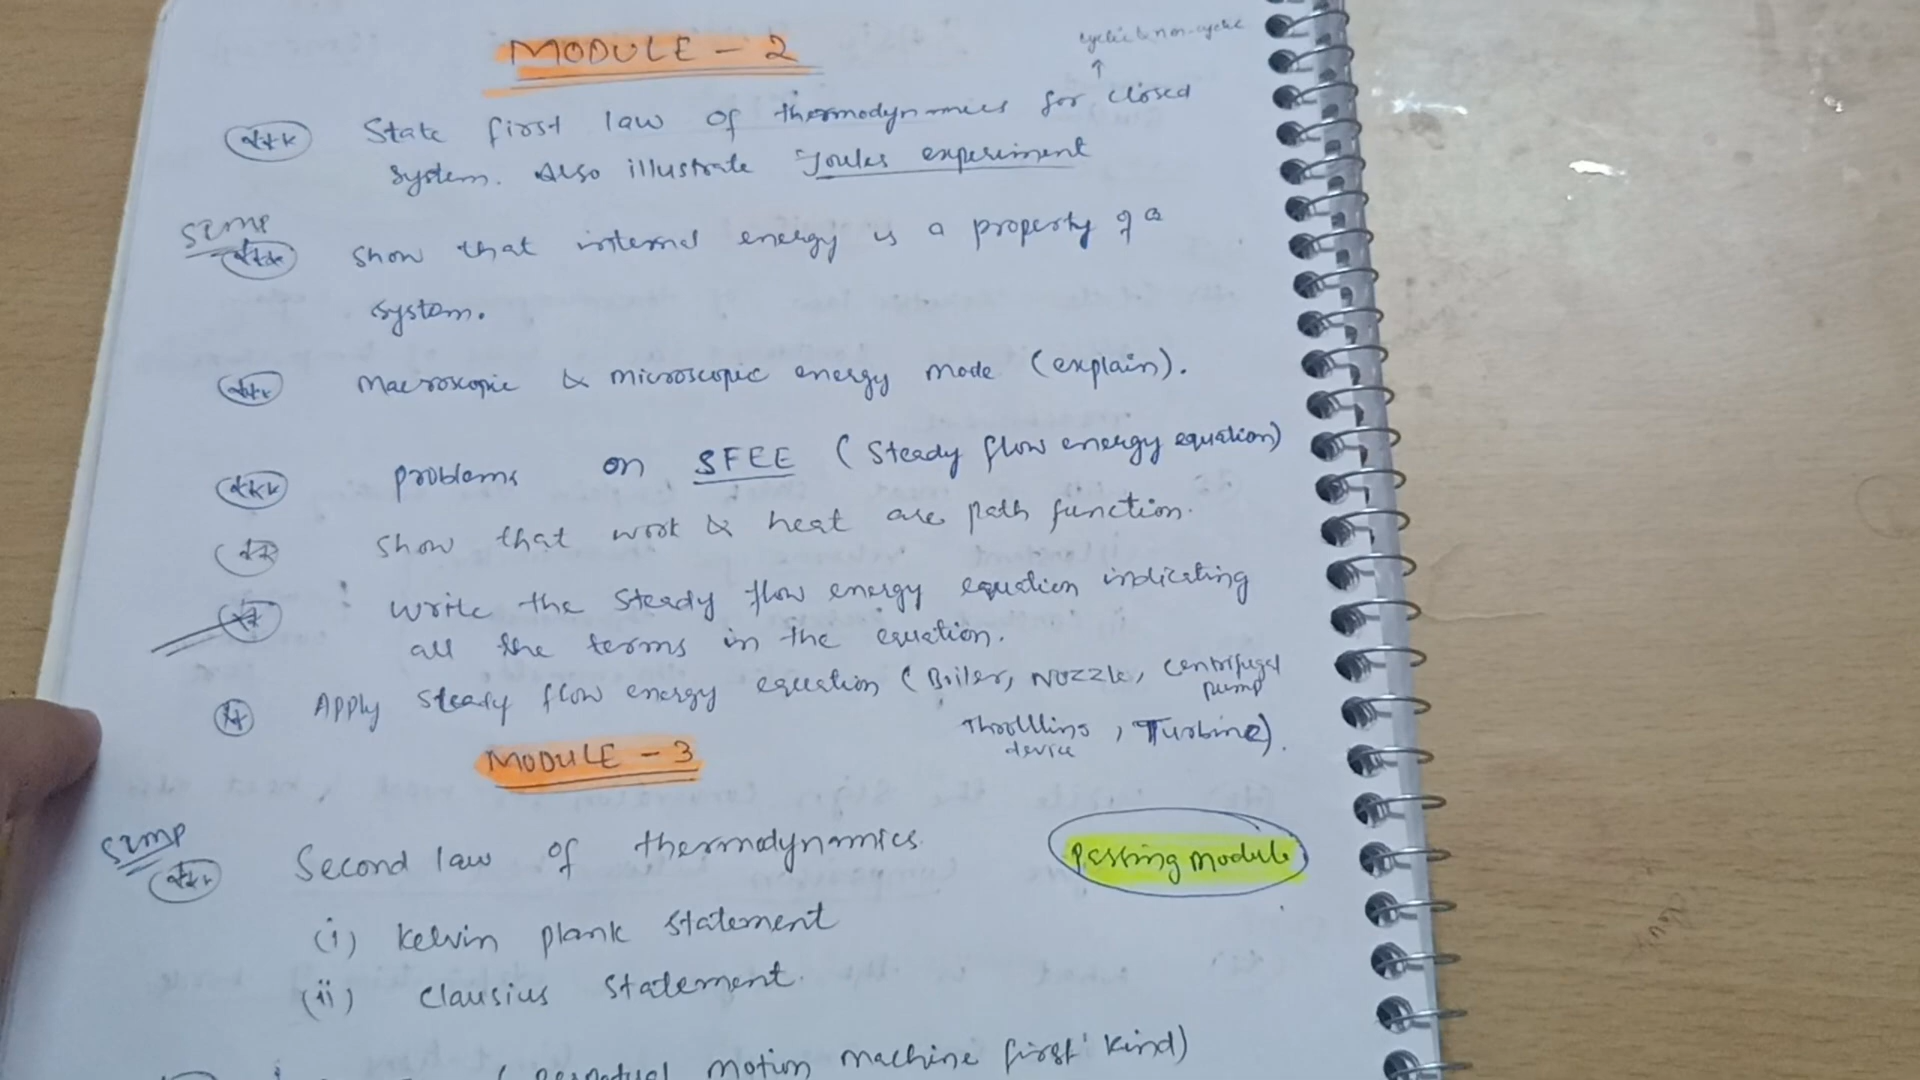 MODULE - 2
cyclic & non-cyclic
↑
*** State first law of thermodynamics for closed
system. Also illustrate Joules experiment
SIMP
*** Show that internal energy is a property of a
system.
*** Macroscopic & microscopic energy mode (explain).
*** problems on SFEE (Steady flow energy equation)
** Show that work & heat are path function.
** write the steady flow energy equation indicating
all the terms in the equation.
** Apply steady flow energy equation (Boiler, Nozzle, centrifugal
pump
Throttling , Turbine).
device
MODULE - 3
SIMP
*** Second law of thermodynamics.
Passing module
(i) kelvin plank statement
(ii) clausius statement.
( perpetual motion machine first kind)